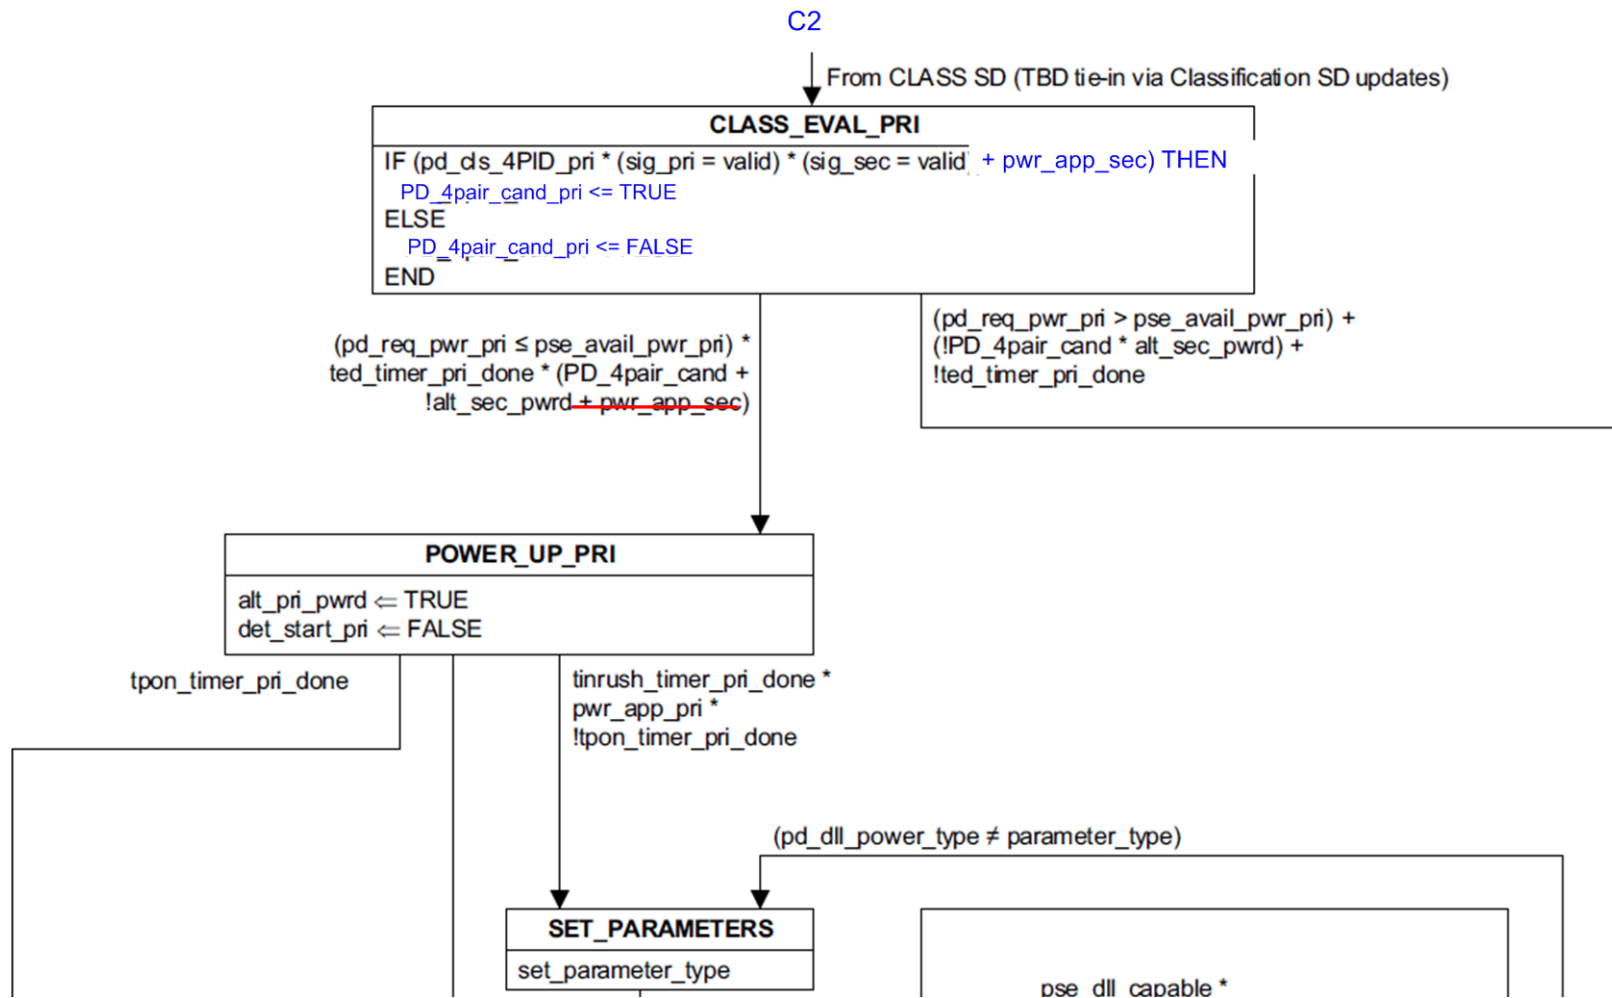 C2
From CLASS SD (TBD tie-in via Classification SD updates)
CLASS_EVAL_PRI
IF (pd_cls_4PID_pri * (sig_pri = valid) * (sig_sec = valid) + pwr_app_sec) THEN
PD_4pair_cand_pri <= TRUE
ELSE
PD_4pair_cand_pri <= FALSE
END
(pd_req_pwr_pri ≤ pse_avail_pwr_pri) *
ted_timer_pri_done * (PD_4pair_cand +
!alt_sec_pwrd + pwr_app_sec)
(pd_req_pwr_pri > pse_avail_pwr_pri) +
(!PD_4pair_cand * alt_sec_pwrd) +
!ted_timer_pri_done
POWER_UP_PRI
alt_pri_pwrd ⇐ TRUE
det_start_pri ⇐ FALSE
tpon_timer_pri_done
tinrush_timer_pri_done *
pwr_app_pri *
!tpon_timer_pri_done
(pd_dll_power_type ≠ parameter_type)
SET_PARAMETERS
set_parameter_type
pse_dll_capable *